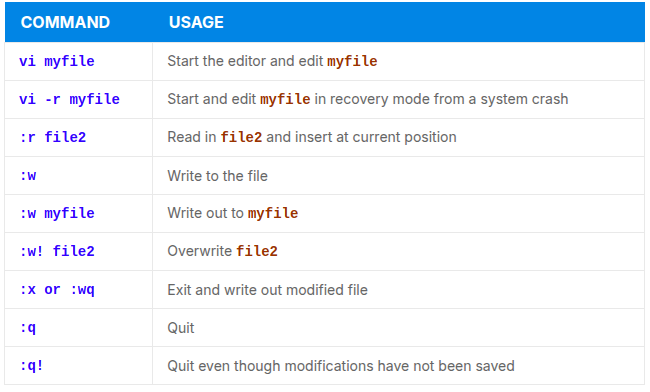 COMMAND USAGE
vi myfile Start the editor and edit myfile
vi -r myfile Start and edit myfile in recovery mode from a system crash
:r file2 Read in file2 and insert at current position
:w Write to the file
:w myfile Write out to myfile
:w! file2 Overwrite file2
:x or :wq Exit and write out modified file
:q Quit
:q! Quit even though modifications have not been saved